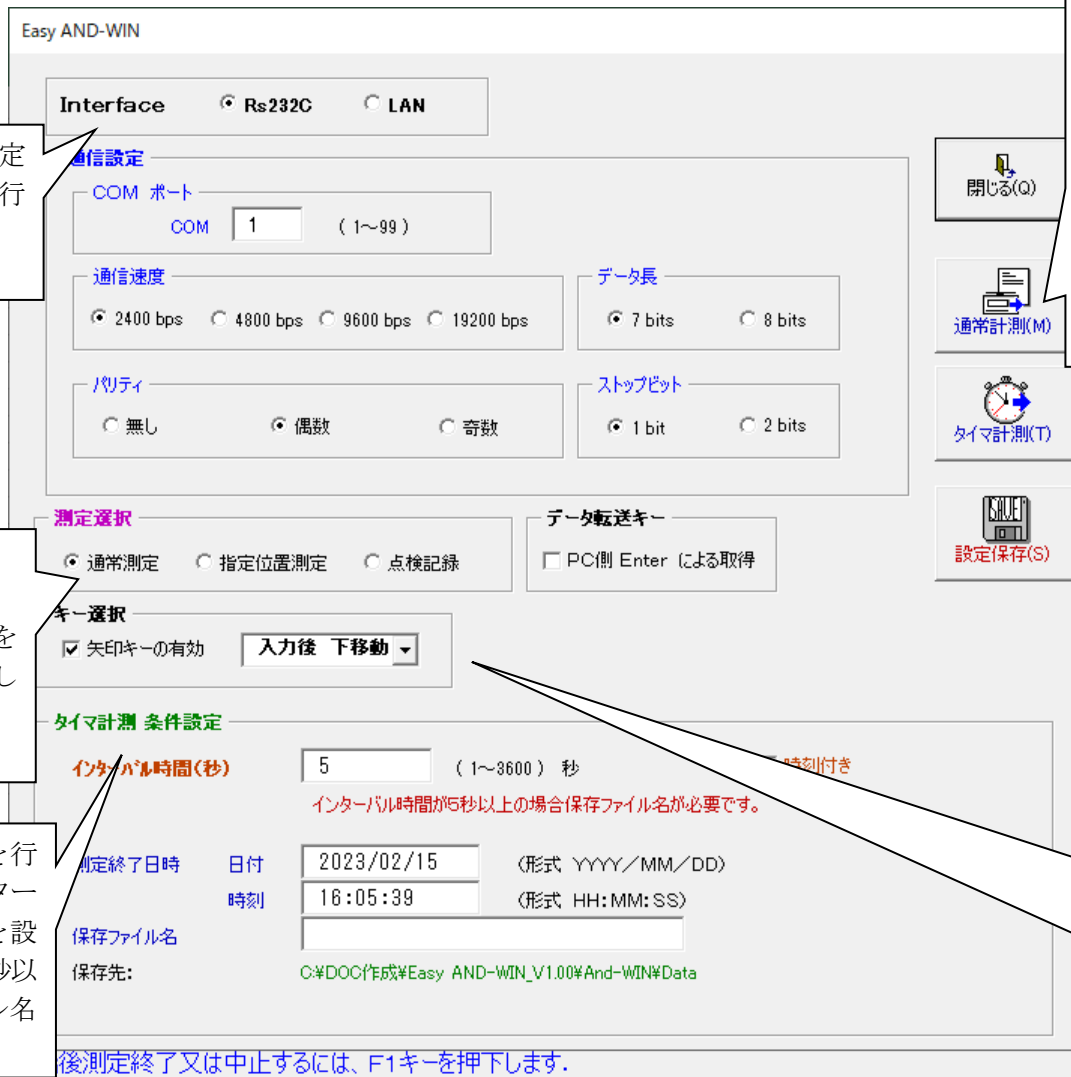 Easy AND-WIN
Interface Rs232C LAN
定
行
通信設定
COM ポート
COM 1 ( 1～99 )
通信速度
2400 bps 4800 bps 9600 bps 19200 bps
データ長
7 bits 8 bits
パリティ
無し 偶数 奇数
ストップビット
1 bit 2 bits
閉じる(Q)
通常計測(M)
タイマ計測(T)
SAVE!
設定保存(S)
測定選択
通常測定 指定位置測定 点検記録
データ転送キー
PC側 Enter による取得
を
し
キー選択
矢印キーの有効 入力後 下移動
タイマ計測 条件設定
インターバル時間(秒) 5 ( 1～3600 ) 秒 時刻付き
インターバル時間が5秒以上の場合保存ファイル名が必要です。
を行
ター
を設
秒以
ル名
測定終了日時 日付 2023/02/15 (形式 YYYY/MM/DD)
時刻 16:05:39 (形式 HH:MM:SS)
保存ファイル名
保存先: C:¥DOC作成¥Easy AND-WIN_V1.00¥And-WIN¥Data
後測定終了又は中止するには、F1キーを押下します.